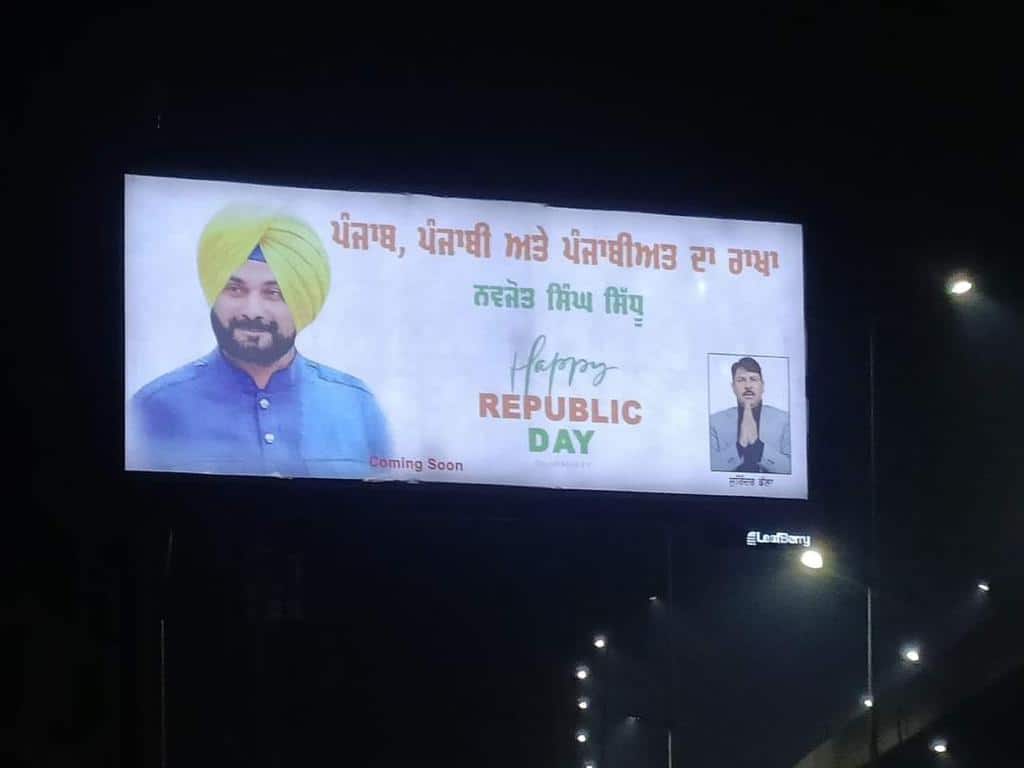 ਪੰਜਾਬ, ਪੰਜਾਬੀ ਅਤੇ ਪੰਜਾਬੀਅਤ ਦਾ ਰਾਖਾ
ਨਵਜੋਤ ਸਿੰਘ ਸਿੱਧੂ
Happy
REPUBLIC
DAY
Coming Soon
LeafBerry